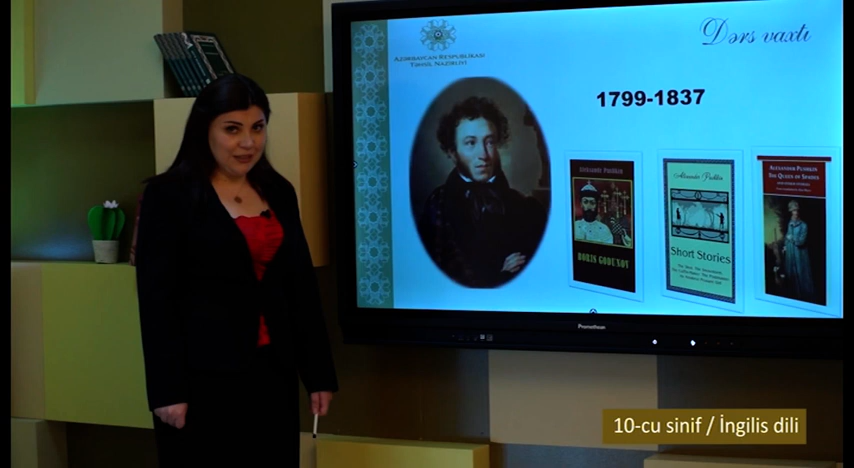 Dərs vaxtı
Azərbaycan Respublikası
Təhsil Nazirliyi
1799-1837
Aleksandr Pushkin
BORIS GODUNOV
Alexander Pushkin
Short Stories
Alexander Pushkin
The Queen of Spades
Promethean
10-cu sinif / İngilis dili